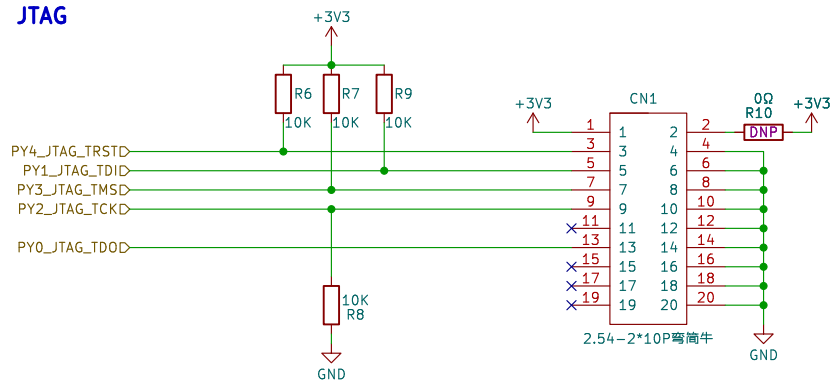 JTAG
+3V3
R6
R7
R9
10K
10K
10K
+3V3
CN1
0Ω
R10
DNP
+3V3
PY4_JTAG_TRST
PY1_JTAG_TDI
PY3_JTAG_TMS
PY2_JTAG_TCK
PY0_JTAG_TDO
1 1 2 2
3 3 4 4
5 5 6 6
7 7 8 8
9 9 10 10
11 11 12 12
13 13 14 14
15 15 16 16
17 17 18 18
19 19 20 20
10K
R8
GND
2.54-2*10P弯简牛
GND